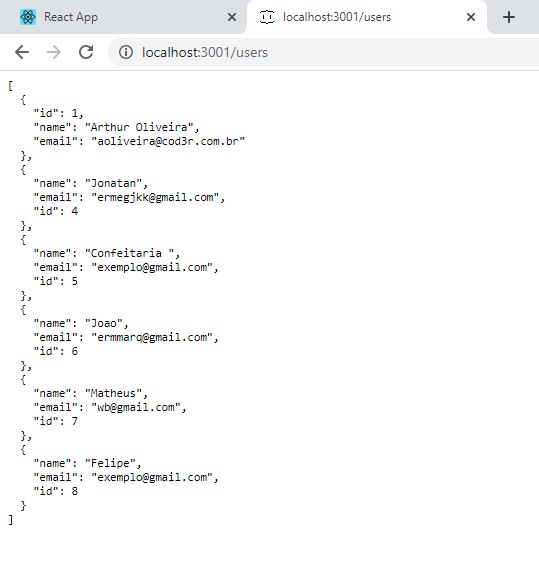 React App
localhost:3001/users
localhost:3001/users
[
  {
    "id": 1,
    "name": "Arthur Oliveira",
    "email": "aoliveira@cod3r.com.br"
  },
  {
    "name": "Jonatan",
    "email": "ermegjkk@gmail.com",
    "id": 4
  },
  {
    "name": "Confeitaria ",
    "email": "exemplo@gmail.com",
    "id": 5
  },
  {
    "name": "Joao",
    "email": "ermmarq@gmail.com",
    "id": 6
  },
  {
    "name": "Matheus",
    "email": "wb@gmail.com",
    "id": 7
  },
  {
    "name": "Felipe",
    "email": "exemplo@gmail.com",
    "id": 8
  }
]